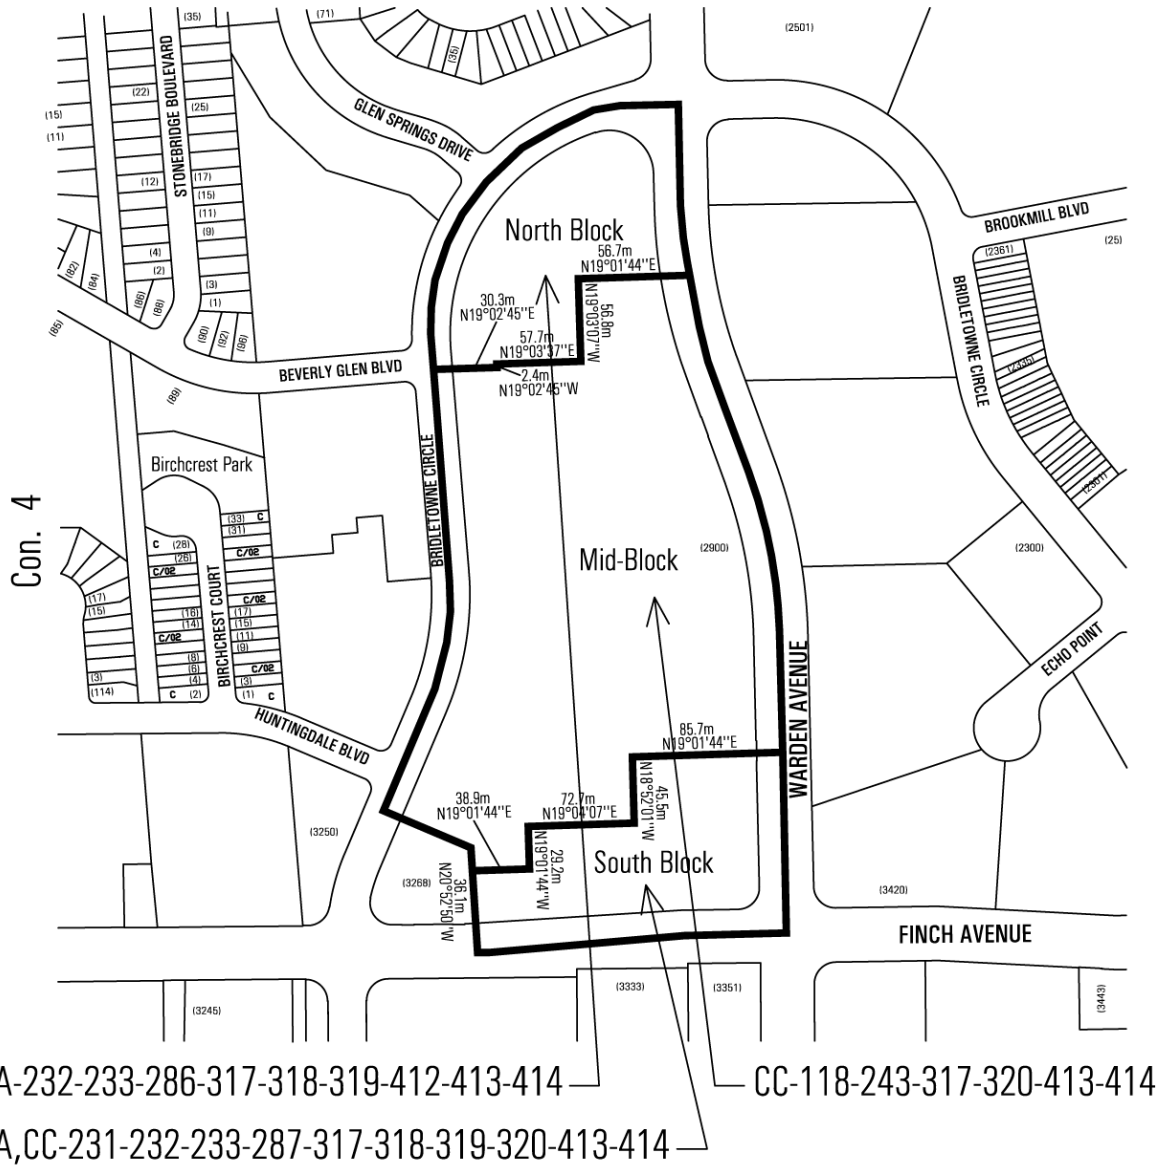 (35)
(71)
(2501)
(35)
STONEBRIDGE BOULEVARD
(22)
(25)
(15)
(11)
GLEN SPRINGS DRIVE
(12)
(17)
(15)
(11)
(9)
BROOKMILL BLVD
(25)
North Block
(4)
(2)
(2361)
56.7m
N19°01'44''E
(82)
(84)
(3)
(1)
(86)
(88)
30.3m
N19°02'45''E
56.8m
N19°03'07''W
BRIDLETOWNE CIRCLE
(85)
(90)
(92)
(96)
57.7m
N19°03'37''E
BEVERLY GLEN BLVD
2.4m
N19°02'45''W
(2335)
(89)
Birchcrest Park
BRIDLETOWNE CIRCLE
(2301)
Con. 4
(33) C
(31)
C (28)
(26)
C/02
C/02
Mid-Block
(2900)
(2300)
BIRCHCREST COURT
(17)
(15)
C/02
(16)
(14)
(17)
(15)
C/02
(11)
(9)
(8)
(6)
(4)
C/02
(3)
(3)
(114)
C (2)
(1) C
ECHO POINT
WARDEN AVENUE
HUNTINGDALE BLVD
85.7m
N19°01'44''E
38.9m
N19°01'44''E
72.7m
N19°04'07''E
45.5m
N18°52'01''W
(3250)
29.2m
N19°01'44''W
South Block
(3268)
36.1m
N20°52'50''W
(3420)
FINCH AVENUE
(3245)
(3333)
(3351)
(3443)
A-232-233-286-317-318-319-412-413-414
CC-118-243-317-320-413-414
A,CC-231-232-233-287-317-318-319-320-413-414